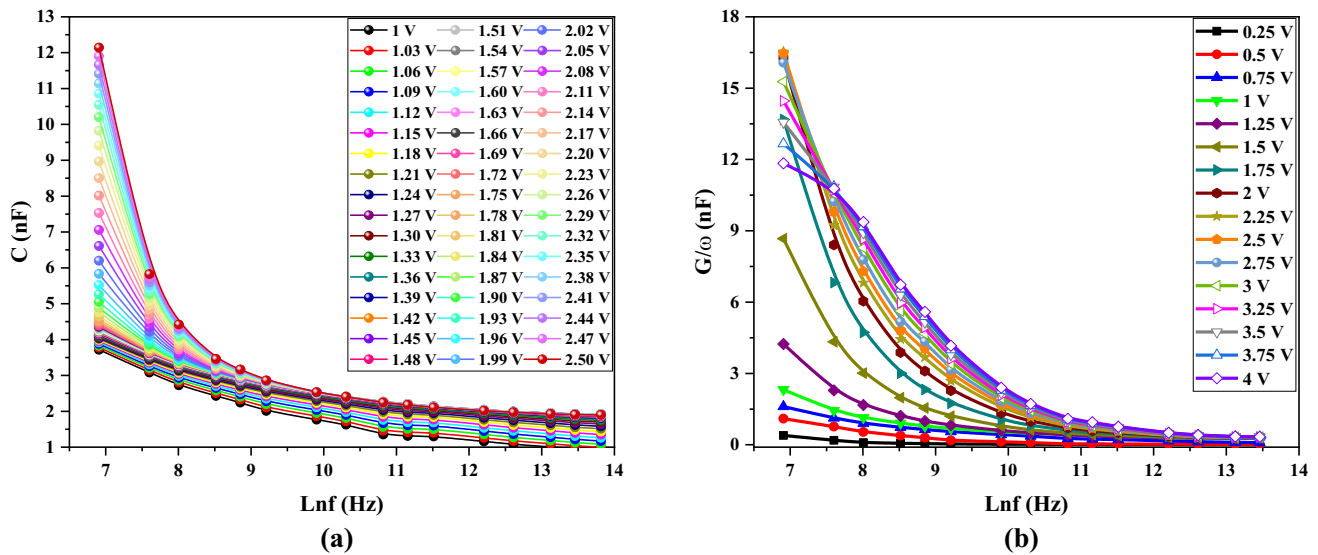 (a)
13
12
11
10
9
8
7
6
5
4
3
2
1
C (nF)
7 8 9 10 11 12 13 14
Lnf (Hz)
1 V 1.51 V 2.02 V
1.03 V 1.54 V 2.05 V
1.06 V 1.57 V 2.08 V
1.09 V 1.60 V 2.11 V
1.12 V 1.63 V 2.14 V
1.15 V 1.66 V 2.17 V
1.18 V 1.69 V 2.20 V
1.21 V 1.72 V 2.23 V
1.24 V 1.75 V 2.26 V
1.27 V 1.78 V 2.29 V
1.30 V 1.81 V 2.32 V
1.33 V 1.84 V 2.35 V
1.36 V 1.87 V 2.38 V
1.39 V 1.90 V 2.41 V
1.42 V 1.93 V 2.44 V
1.45 V 1.96 V 2.47 V
1.48 V 1.99 V 2.50 V
(a)
(b)
18
15
12
9
6
3
0
G/ω (nF)
7 8 9 10 11 12 13 14
Lnf (Hz)
0.25 V
0.5 V
0.75 V
1 V
1.25 V
1.5 V
1.75 V
2 V
2.25 V
2.5 V
2.75 V
3 V
3.25 V
3.5 V
3.75 V
4 V
(b)